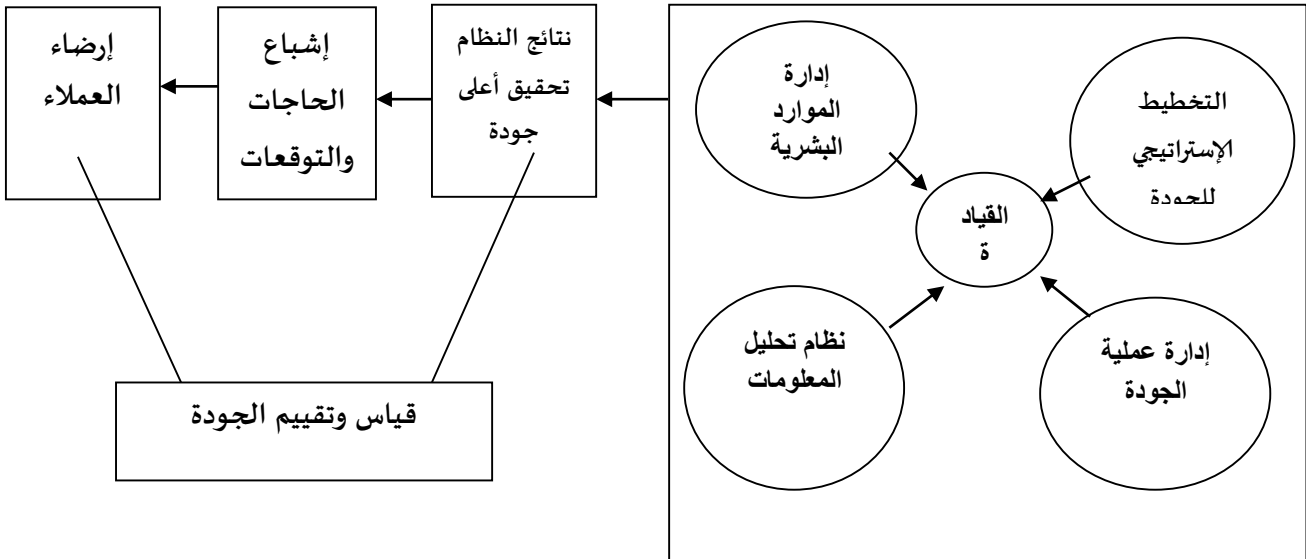 التخطيط
الإستراتيجي
للجودة
إدارة
الموارد
البشرية
القياد
ة
إدارة عملية
الجودة
نظام تحليل
المعلومات
نتائج النظام
تحقيق أعلى
جودة
إشباع
الحاجات
والتوقعات
إرضاء
العملاء
قياس وتقييم الجودة